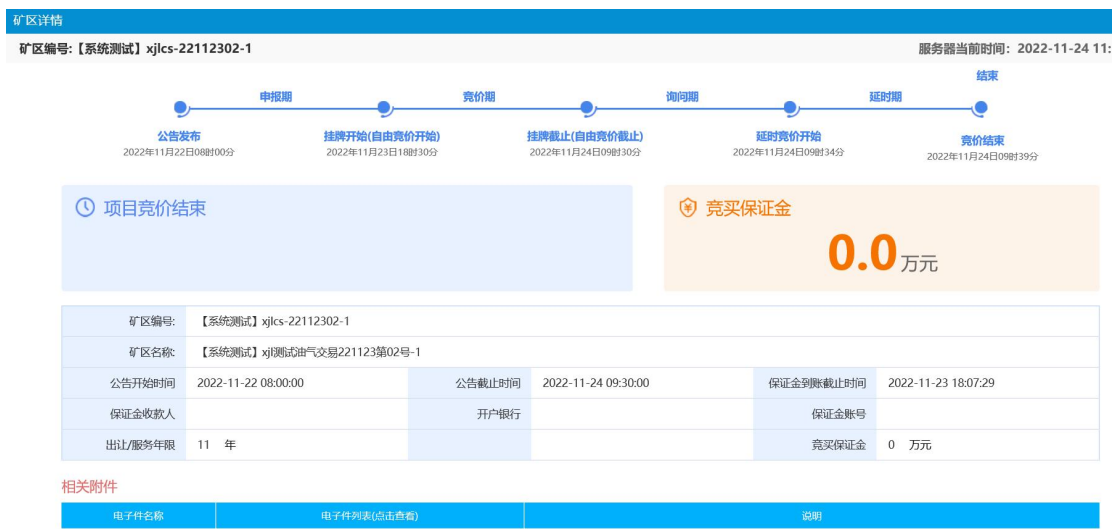 矿区详情
矿区编号:【系统测试】xjlcs-22112302-1 服务器当前时间：2022-11-24 11:
结束
申报期 竞价期 询问期 延时期
公告发布 挂牌开始(自由竞价开始) 挂牌截止(自由竞价截止) 延时竞价开始 竞价结束
2022年11月22日08时00分 2022年11月23日18时30分 2022年11月24日09时30分 2022年11月24日09时34分 2022年11月24日09时39分
项目竞价结束 竞买保证金
0.0万元
矿区编号: 【系统测试】xjlcs-22112302-1
矿区名称: 【系统测试】xjl测试油气交易221123第02号-1
公告开始时间 2022-11-22 08:00:00 公告截止时间 2022-11-24 09:30:00 保证金到账截止时间 2022-11-23 18:07:29
保证金收款人 开户银行 保证金账号
出让/服务年限 11 年 竞买保证金 0 万元
相关附件
电子件名称 电子件列表(点击查看) 说明